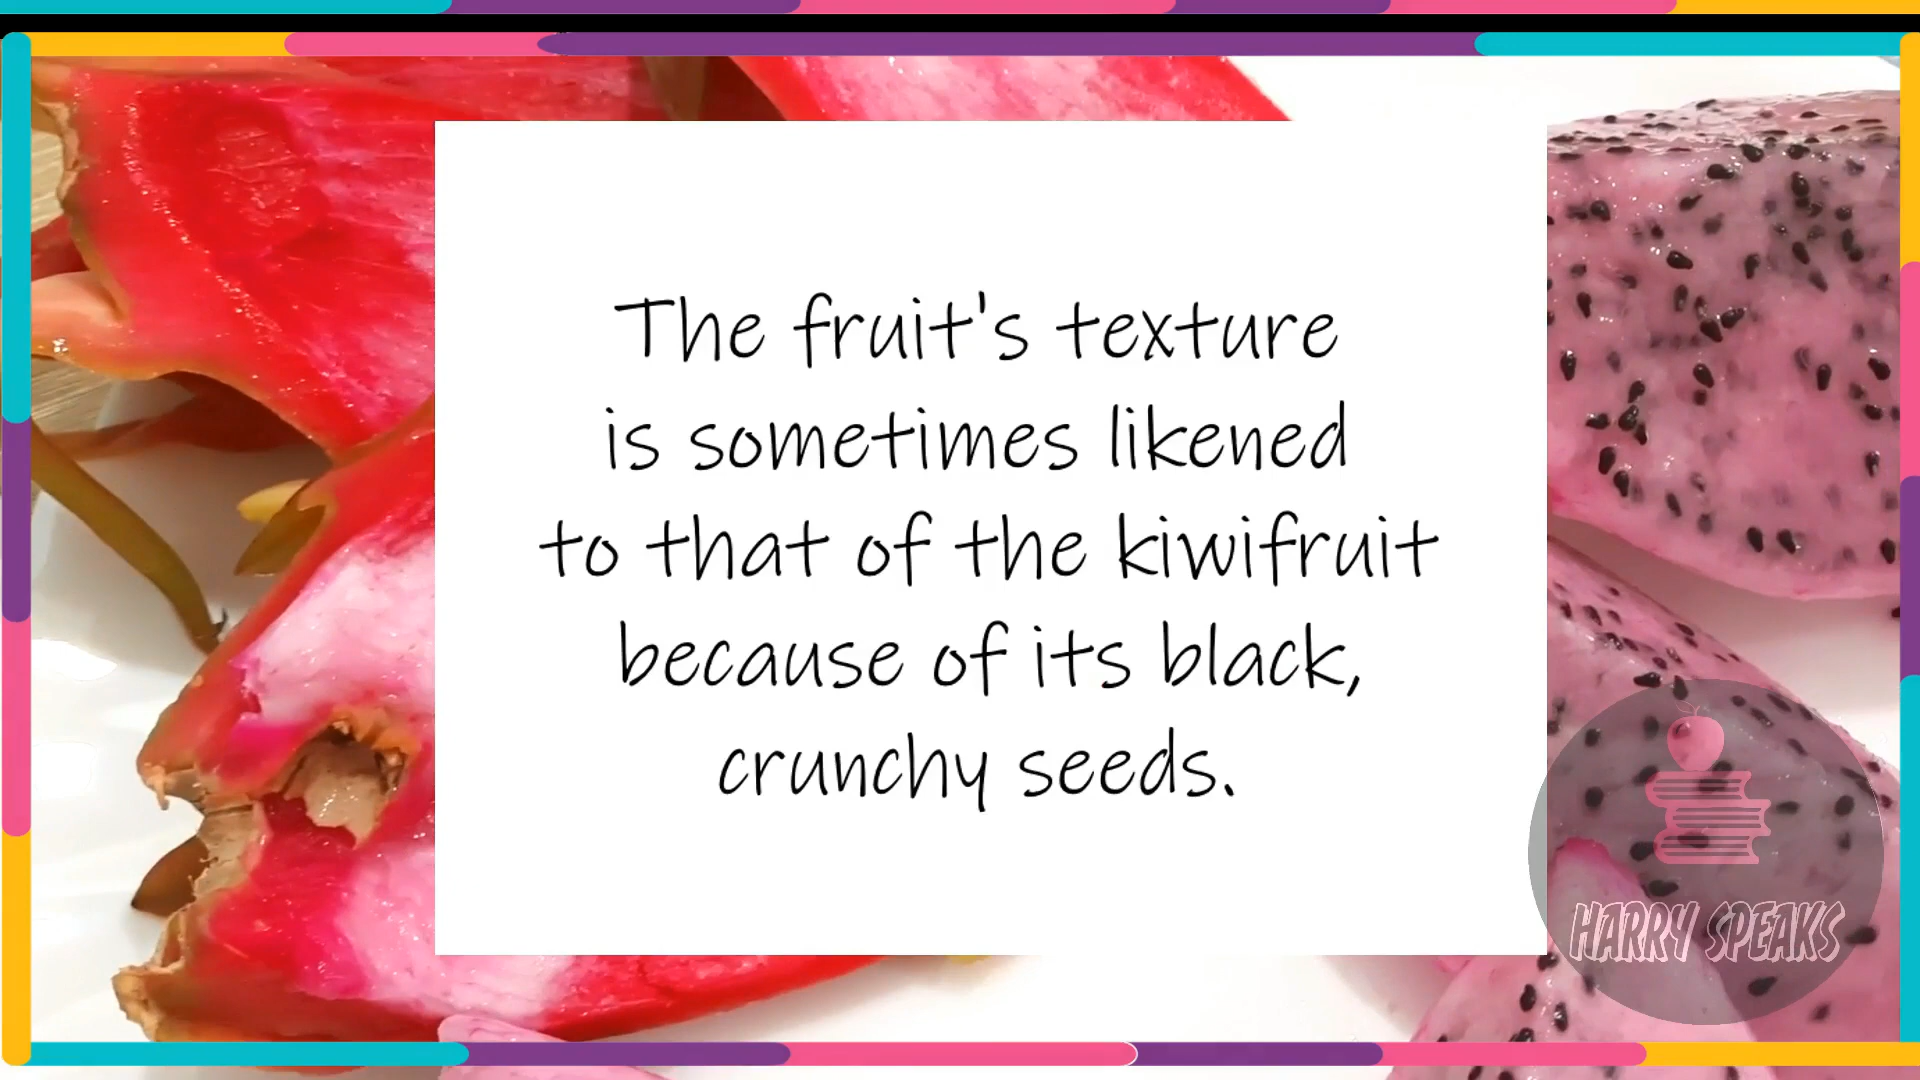 The fruit's texture
is sometimes likened
to that of the kiwifruit
because of its black,
crunchy seeds.
HARRY SPEAKS